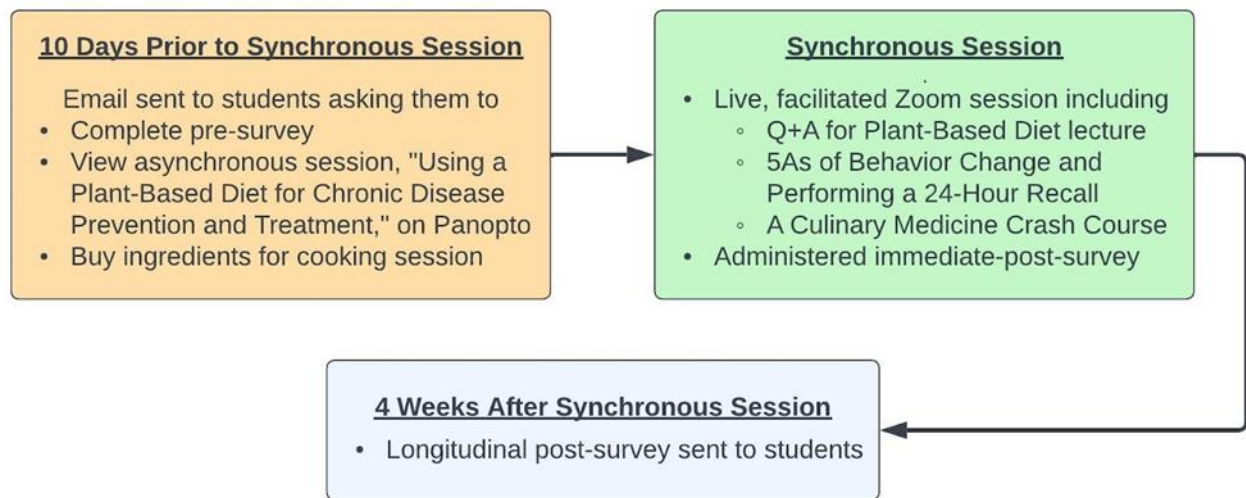 10 Days Prior to Synchronous Session
Email sent to students asking them to
• Complete pre-survey
• View asynchronous session, "Using a
Plant-Based Diet for Chronic Disease
Prevention and Treatment," on Panopto
• Buy ingredients for cooking session
Synchronous Session
• Live, facilitated Zoom session including
◦ Q+A for Plant-Based Diet lecture
◦ 5As of Behavior Change and
Performing a 24-Hour Recall
◦ A Culinary Medicine Crash Course
• Administered immediate-post-survey
4 Weeks After Synchronous Session
• Longitudinal post-survey sent to students